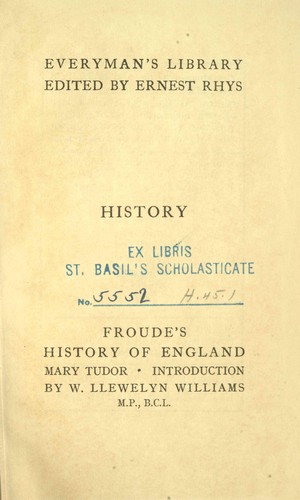 EVERYMAN'S LIBRARY
EDITED BY ERNEST RHYS
HISTORY
EX LIBRIS
ST. BASIL'S SCHOLASTICATE
No. 5552 H.45.1
FROUDE'S
HISTORY OF ENGLAND
MARY TUDOR • INTRODUCTION
BY W. LLEWELYN WILLIAMS
M.P., B.C.L.